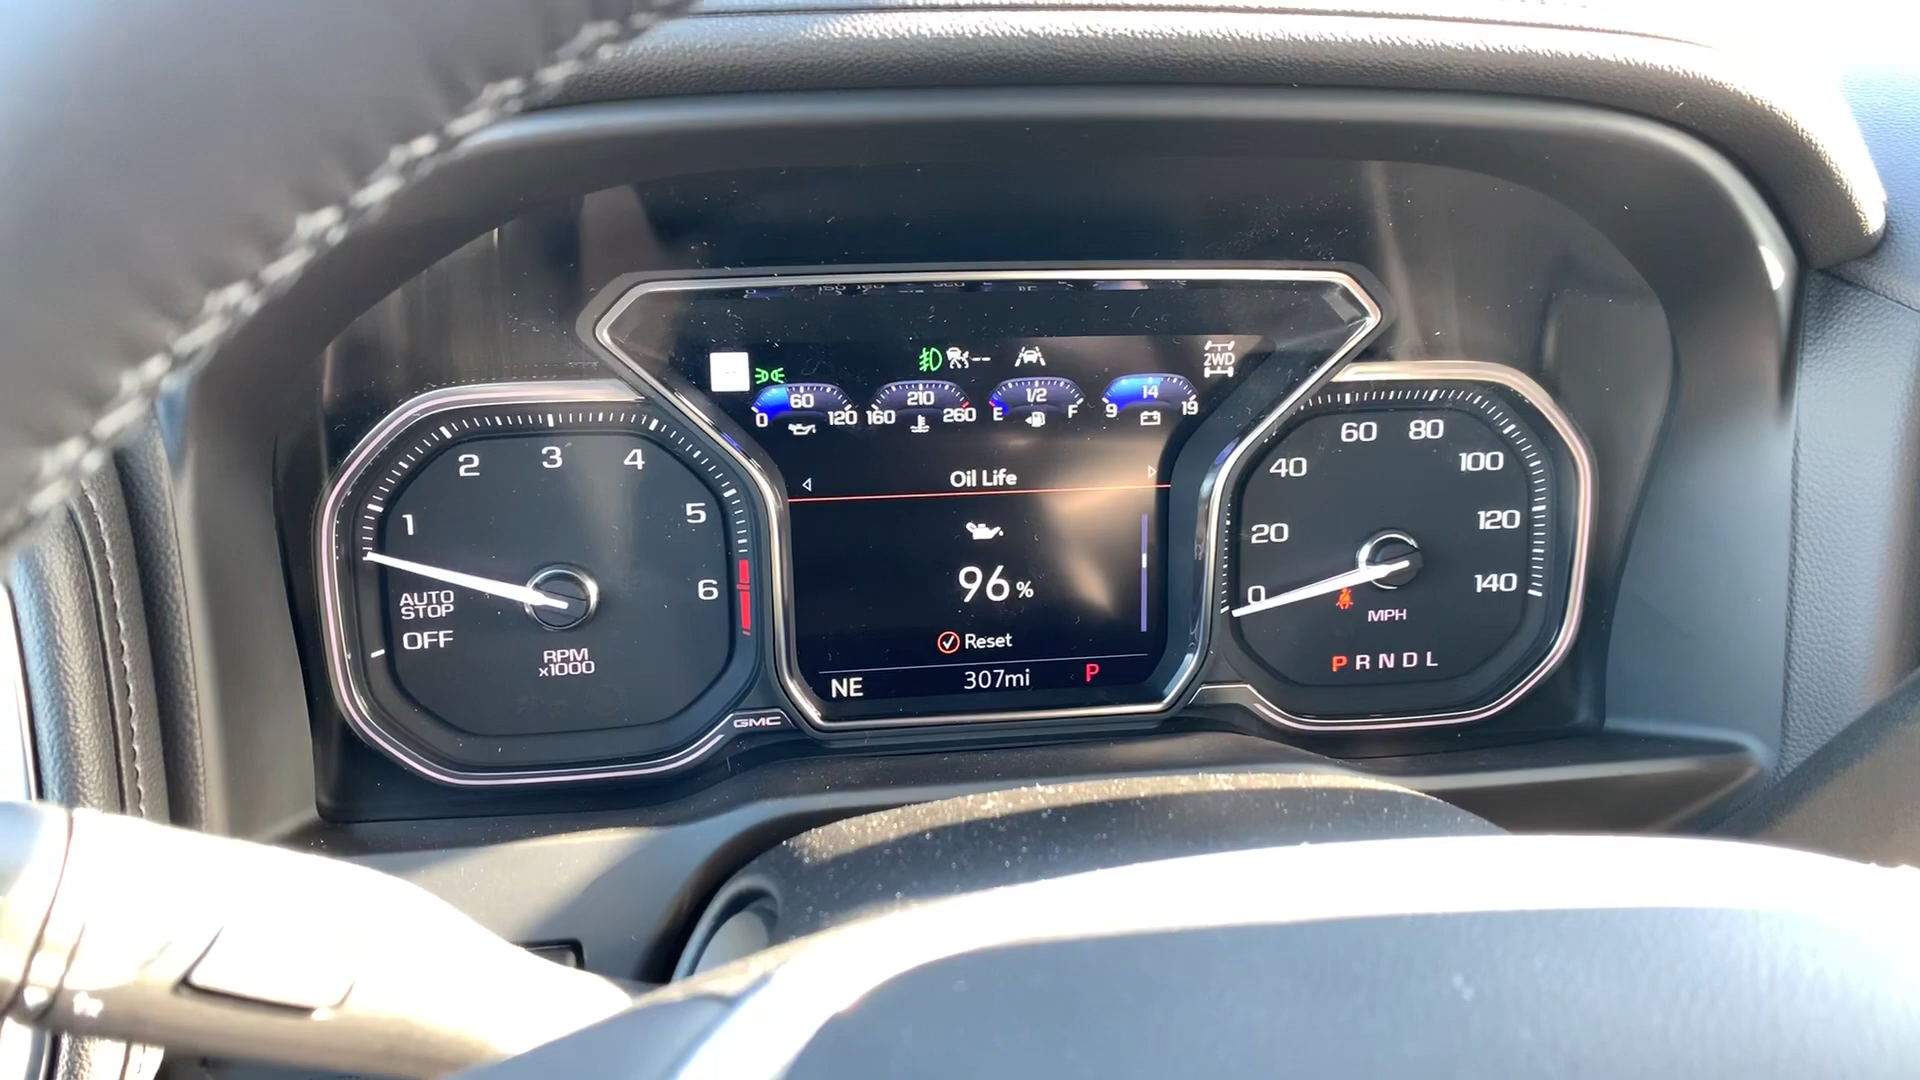 2WD
60
0 120
210
160 260
1/2
E F
14
9 19
Oil Life
96 %
Reset
NE 307mi P
1 2 3 4 5 6
AUTO
STOP
OFF
RPM
x1000
GMC
0 20 40 60 80 100 120 140
MPH
P R N D L